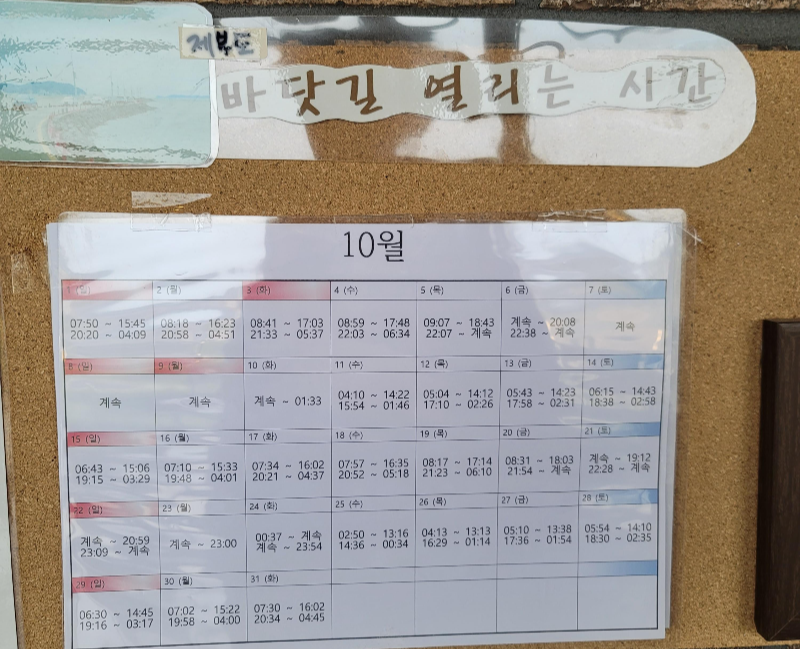 제부도
바닷길 열리는 시간
10월
1 (일) 2 (월) 3 (화) 4 (수) 5 (목) 6 (금) 7 (토)
07:50 ~ 15:45 08:18 ~ 16:23 08:41 ~ 17:03 08:59 ~ 17:48 09:07 ~ 18:43 계속 ~ 20:08 계속
20:20 ~ 04:09 20:58 ~ 04:51 21:33 ~ 05:37 22:03 ~ 06:34 22:07 ~ 계속 22:38 ~ 계속
8 (일) 9 (월) 10 (화) 11 (수) 12 (목) 13 (금) 14 (토)
계속 계속 계속 ~ 01:33 04:10 ~ 14:22 05:04 ~ 14:12 05:43 ~ 14:23 06:15 ~ 14:43
15:54 ~ 01:46 17:10 ~ 02:26 17:58 ~ 02:31 18:38 ~ 02:58
15 (일) 16 (월) 17 (화) 18 (수) 19 (목) 20 (금) 21 (토)
06:43 ~ 15:06 07:10 ~ 15:33 07:34 ~ 16:02 07:57 ~ 16:35 08:17 ~ 17:14 08:31 ~ 18:03 계속 ~ 19:12
19:15 ~ 03:29 19:48 ~ 04:01 20:21 ~ 04:37 20:52 ~ 05:18 21:23 ~ 06:10 21:54 ~ 계속 22:28 ~ 계속
22 (일) 23 (월) 24 (화) 25 (수) 26 (목) 27 (금) 28 (토)
계속 ~ 20:59 계속 ~ 23:00 00:37 ~ 계속 02:50 ~ 13:16 04:13 ~ 13:13 05:10 ~ 13:38 05:54 ~ 14:10
23:09 ~ 계속 계속 ~ 23:54 14:36 ~ 00:34 16:29 ~ 01:14 17:36 ~ 01:54 18:30 ~ 02:35
29 (일) 30 (월) 31 (화)
06:30 ~ 14:45 07:02 ~ 15:22 07:30 ~ 16:02
19:16 ~ 03:17 19:58 ~ 04:00 20:34 ~ 04:45